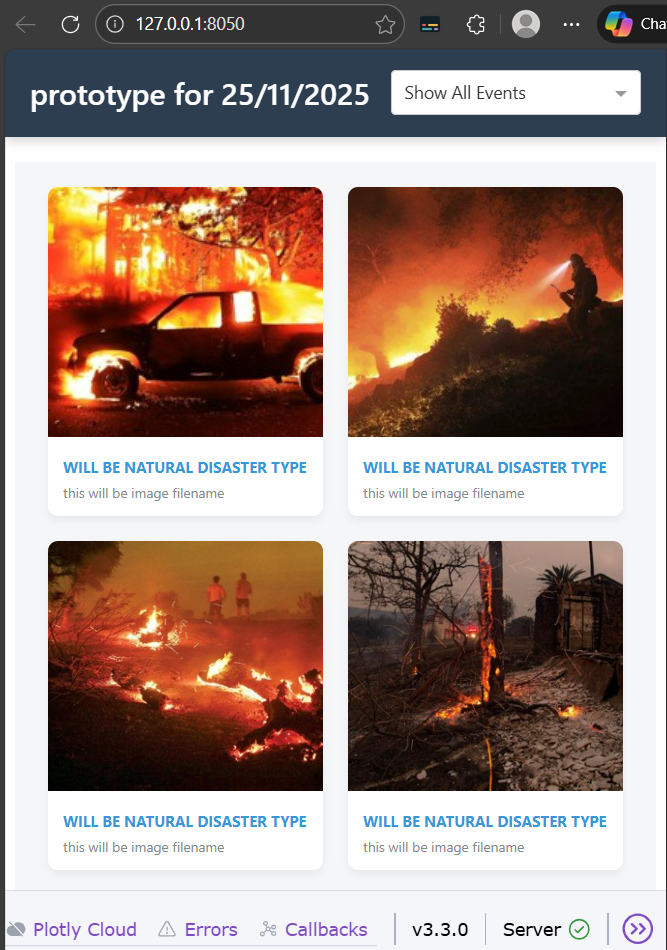 127.0.0.1:8050
Cha
prototype for 25/11/2025
Show All Events
WILL BE NATURAL DISASTER TYPE
this will be image filename
WILL BE NATURAL DISASTER TYPE
this will be image filename
WILL BE NATURAL DISASTER TYPE
this will be image filename
WILL BE NATURAL DISASTER TYPE
this will be image filename
Plotly Cloud
Errors
Callbacks
v3.3.0
Server